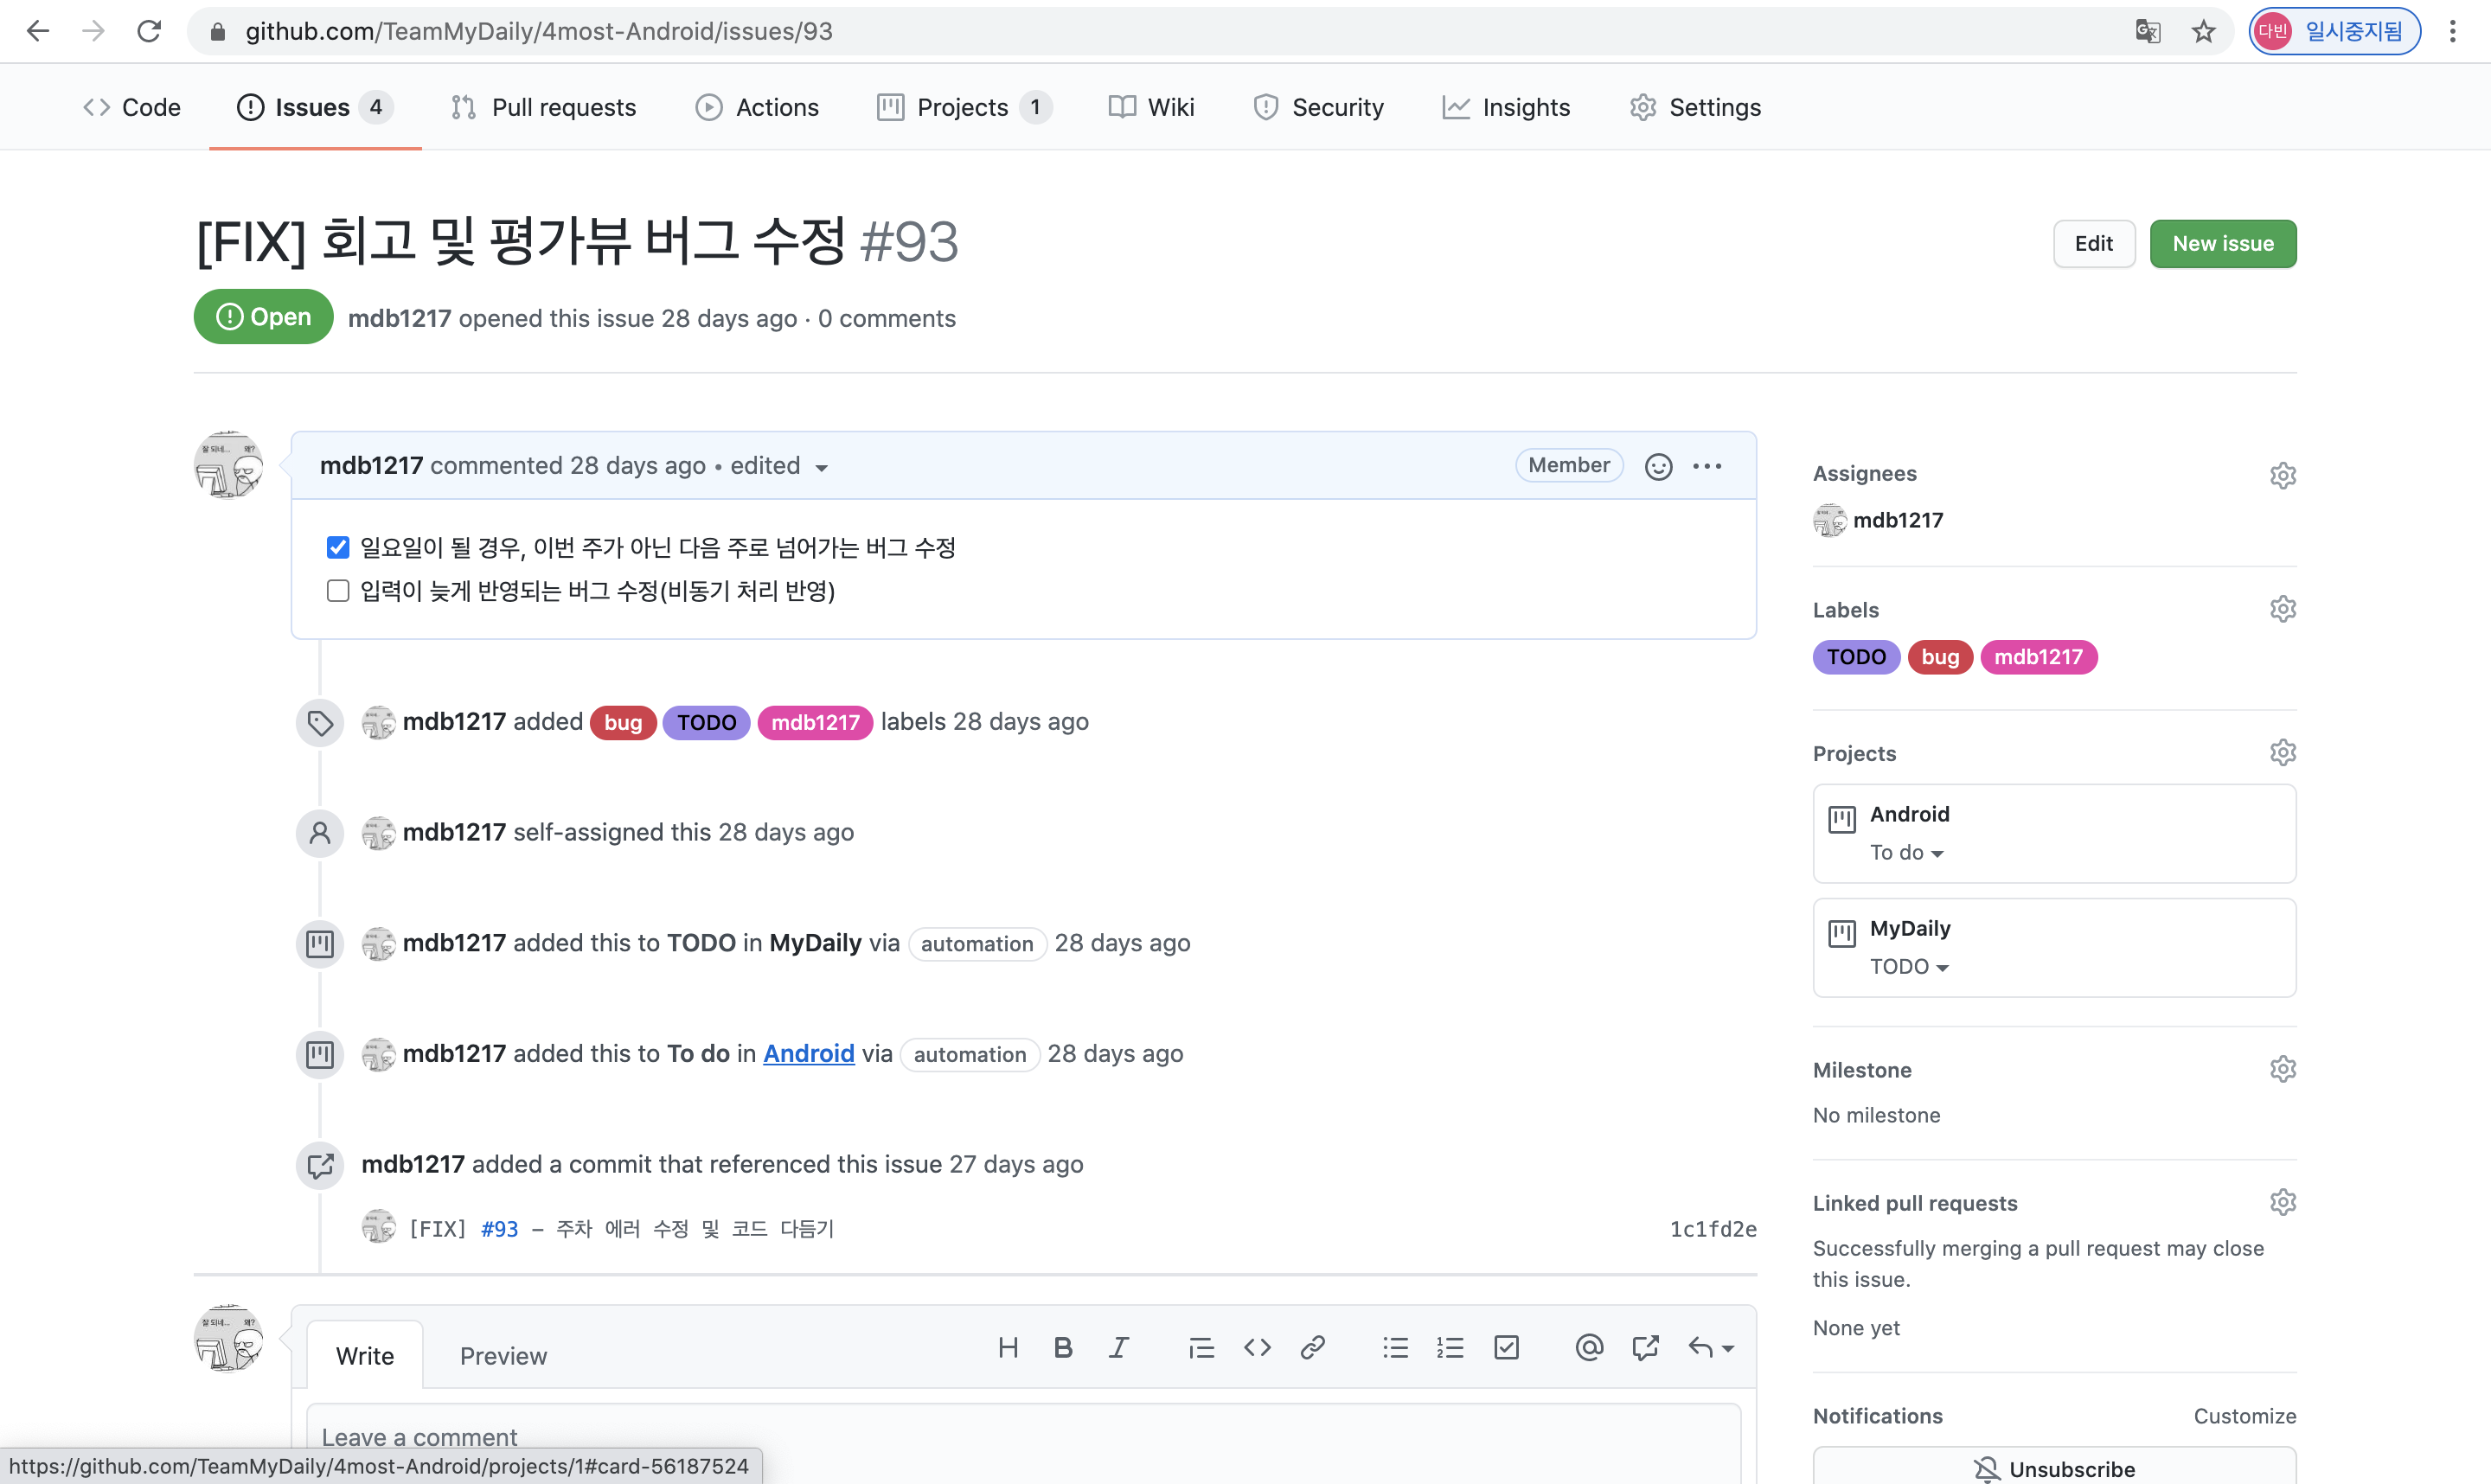 github.com/TeamMyDaily/4most-Android/issues/93
다빈 일시중지됨
Code Issues 4 Pull requests Actions Projects 1 Wiki Security Insights Settings
[FIX] 회고 및 평가뷰 버그 수정 #93
Edit New issue
Open mdb1217 opened this issue 28 days ago · 0 comments
잘 되네... 왜?
mdb1217 commented 28 days ago • edited
Member
일요일이 될 경우, 이번 주가 아닌 다음 주로 넘어가는 버그 수정
입력이 늦게 반영되는 버그 수정(비동기 처리 반영)
mdb1217 added bug TODO mdb1217 labels 28 days ago
mdb1217 self-assigned this 28 days ago
mdb1217 added this to TODO in MyDaily via automation 28 days ago
mdb1217 added this to To do in Android via automation 28 days ago
mdb1217 added a commit that referenced this issue 27 days ago
[FIX] #93 – 주차 에러 수정 및 코드 다듬기 1c1fd2e
잘 되네... 왜?
Write Preview
Leave a comment
Assignees
mdb1217
Labels
TODO bug mdb1217
Projects
Android
To do
MyDaily
TODO
Milestone
No milestone
Linked pull requests
Successfully merging a pull request may close
this issue.
None yet
Notifications Customize
Unsubscribe
https://github.com/TeamMyDaily/4most-Android/projects/1#card-56187524